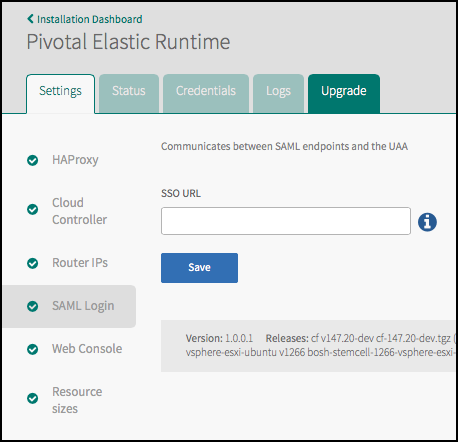 Installation Dashboard
Pivotal Elastic Runtime
Settings
Status
Credentials
Logs
Upgrade
HAProxy
Cloud
Controller
Router IPs
SAML Login
Web Console
Resource
sizes
Communicates between SAML endpoints and the UAA
SSO URL
Save
Version: 1.0.0.1 Releases: cf v147.20-dev cf-147.20-dev.tgz (
vsphere-esxi-ubuntu v1266 bosh-stemcell-1266-vsphere-esxi-